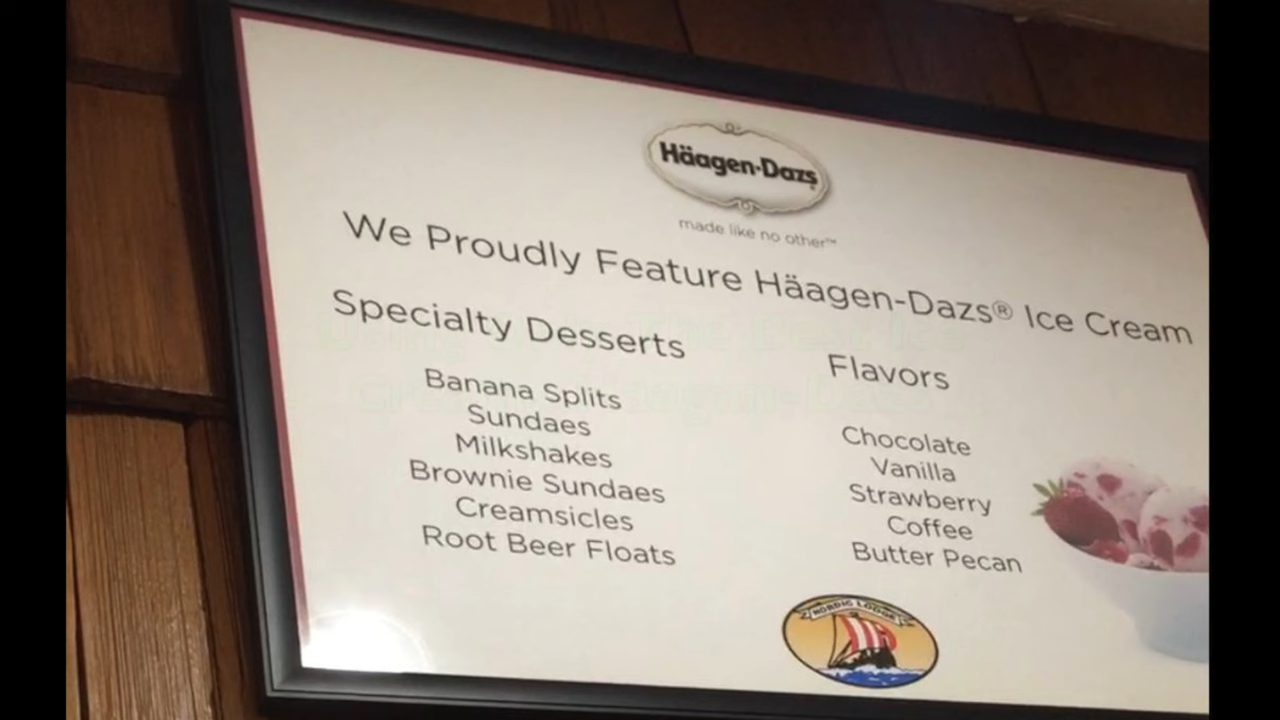 Häagen-Dazs
made like no other™
We Proudly Feature Häagen-Dazs® Ice Cream
Specialty Desserts
Banana Splits
Sundaes
Milkshakes
Brownie Sundaes
Creamsicles
Root Beer Floats
Flavors
Chocolate
Vanilla
Strawberry
Coffee
Butter Pecan
NORDIC LODGE